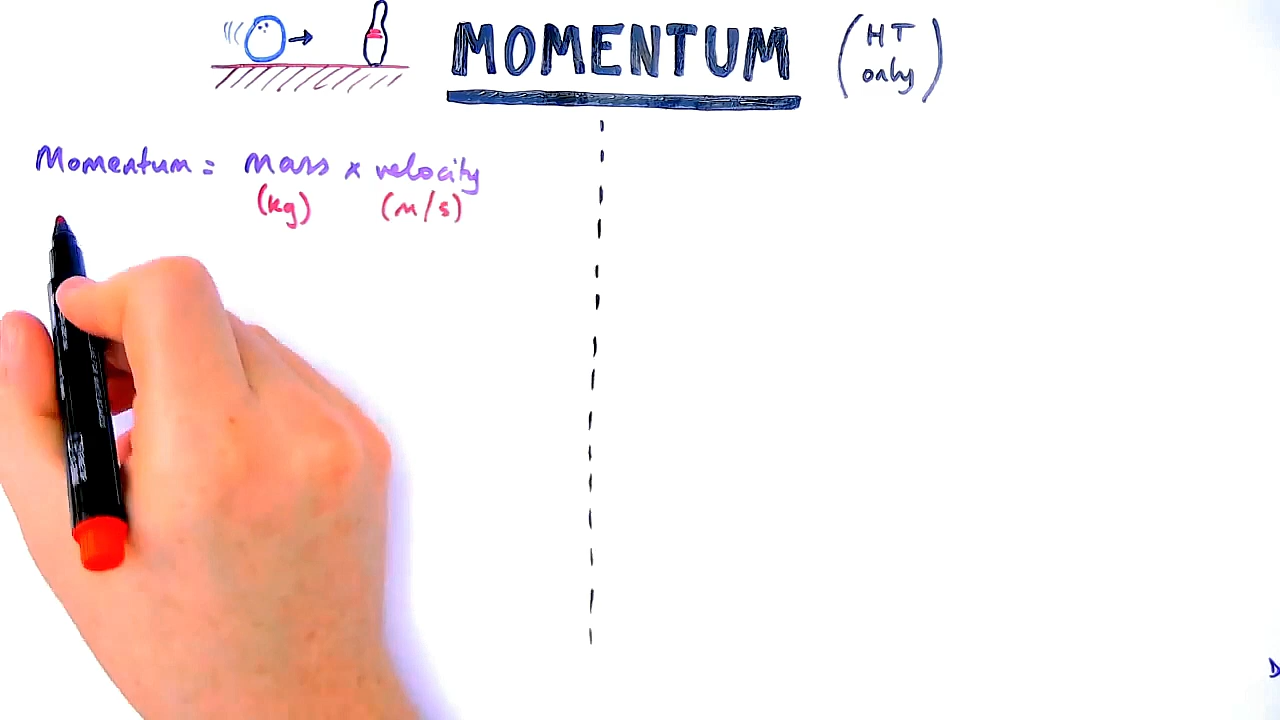 MOMENTUM
(HT
only)
Momentum = mass x velocity
(kg) (m/s)